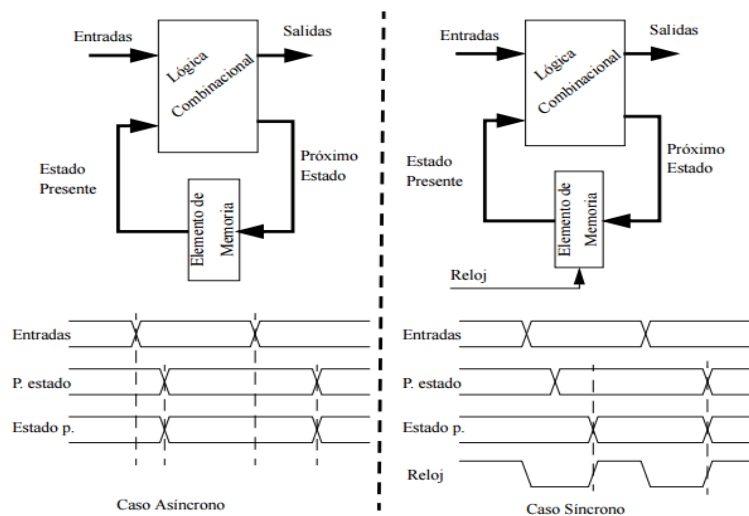 Entradas
Salidas
Lógica
Combinacional
Estado
Presente
Próximo
Estado
Elemento de
Memoria
Entradas
P. estado
Estado p.
Caso Asíncrono
Entradas
Salidas
Lógica
Combinacional
Estado
Presente
Próximo
Estado
Elemento de
Memoria
Reloj
Entradas
P. estado
Estado p.
Reloj
Caso Síncrono